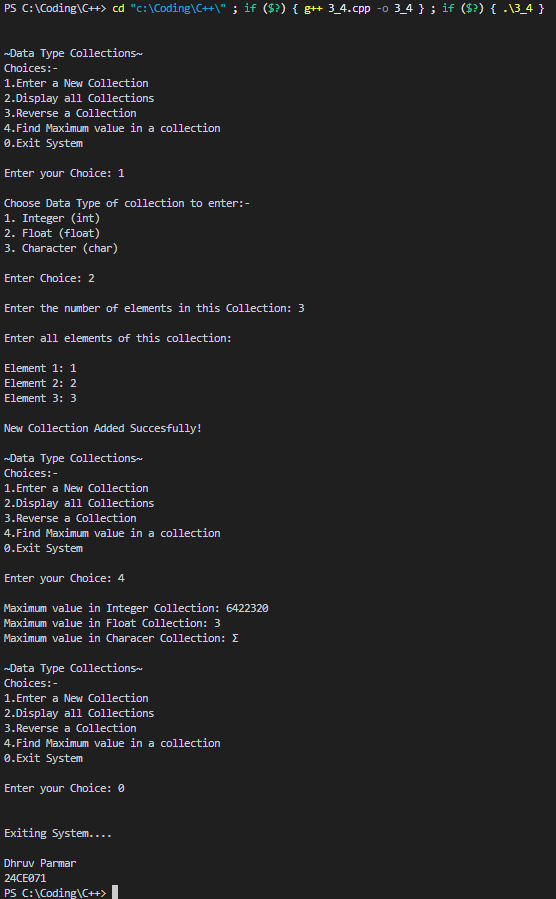 PS C:\Coding\C++> cd "c:\Coding\C++\" ; if ($?) { g++ 3_4.cpp -o 3_4 } ; if ($?) { .\3_4 }
~Data Type Collections~
Choices:-
1.Enter a New Collection
2.Display all Collections
3.Reverse a Collection
4.Find Maximum value in a collection
0.Exit System
Enter your Choice: 1
Choose Data Type of collection to enter:-
1. Integer (int)
2. Float (float)
3. Character (char)
Enter Choice: 2
Enter the number of elements in this Collection: 3
Enter all elements of this collection:
Element 1: 1
Element 2: 2
Element 3: 3
New Collection Added Succesfully!
~Data Type Collections~
Choices:-
1.Enter a New Collection
2.Display all Collections
3.Reverse a Collection
4.Find Maximum value in a collection
0.Exit System
Enter your Choice: 4
Maximum value in Integer Collection: 6422320
Maximum value in Float Collection: 3
Maximum value in Characer Collection: Σ
~Data Type Collections~
Choices:-
1.Enter a New Collection
2.Display all Collections
3.Reverse a Collection
4.Find Maximum value in a collection
0.Exit System
Enter your Choice: 0
Exiting System....
Dhruv Parmar
24CE071
PS C:\Coding\C++>